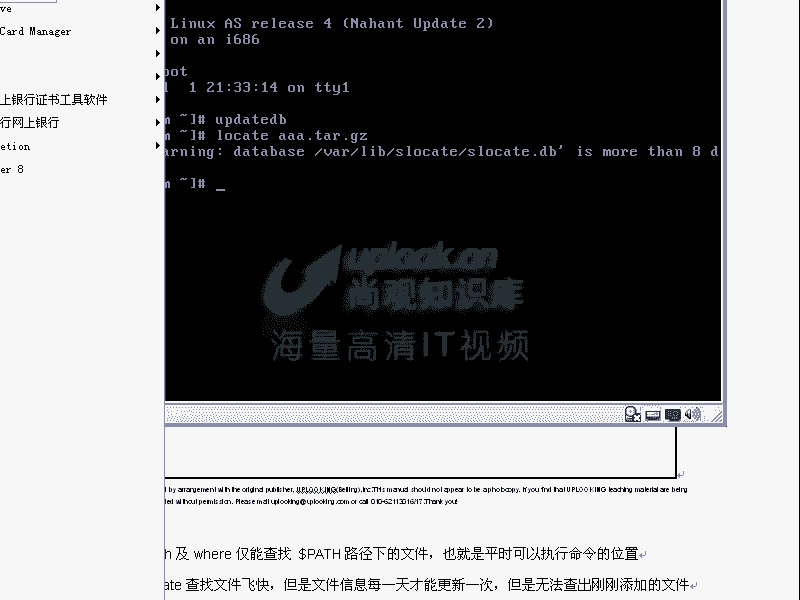 ve
Card Manager
上银行证书工具软件
行网上银行
etion
er 8
Linux AS release 4 (Nahant Update 2)
on an i686
oot
1 21:33:14 on tty1
m ~]# updatedb
m ~]# locate aaa.tar.gz
arning: database /var/lib/slocate/slocate.db' is more than 8 d
m ~]# _
uplook.cn
尚观知识库
海量高清IT视频
d by arrangement with the original publisher, UPLOOKING(Beijing),Inc.This manual should not appear to be a photocopy. If you find that UPLOOKING teaching material are being
ted without permission. Please mail uplooking@uplooking.com or call 010-62113016/17.Thank you!
h 及 where 仅能查找 $PATH 路径下的文件，也就是平时可以执行命令的位置
ate 查找文件飞快，但是文件信息每一天才能更新一次，但是无法查出刚刚添加的文件